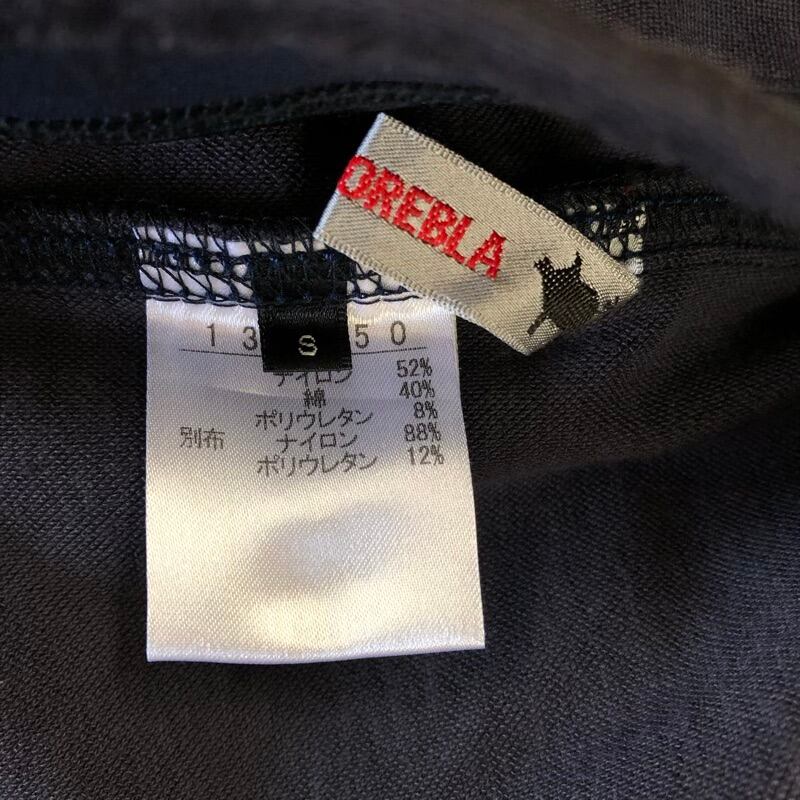 OREBLA
13 50
S
ナイロン 52%
綿 40%
ポリウレタン 8%
別布 ナイロン 88%
ポリウレタン 12%